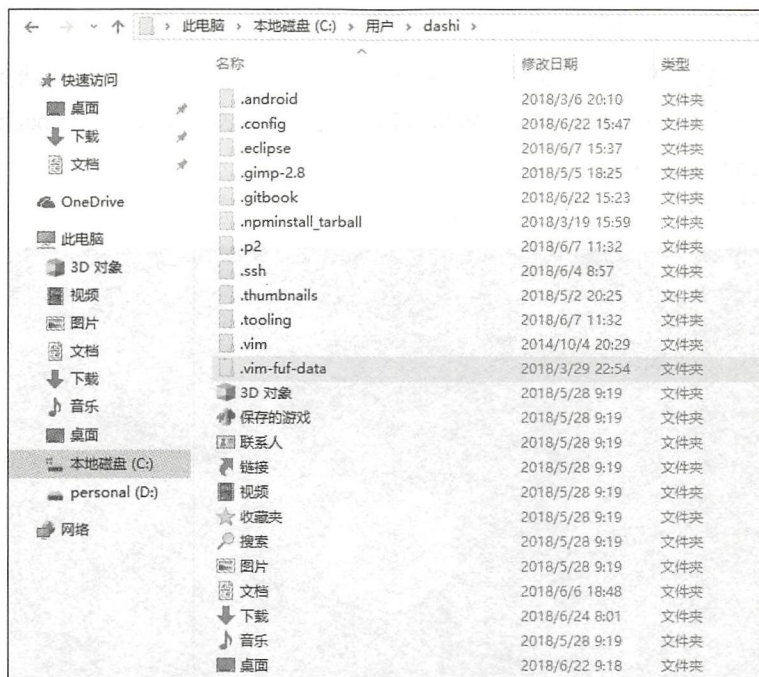 此电脑 > 本地磁盘 (C:) > 用户 > dashi >
快速访问
桌面
下载
文档
OneDrive
此电脑
3D 对象
视频
图片
文档
下载
音乐
桌面
本地磁盘 (C:)
personal (D:)
网络
名称 修改日期 类型
.android 2018/3/6 20:10 文件夹
.config 2018/6/22 15:47 文件夹
.eclipse 2018/6/7 15:37 文件夹
.gimp-2.8 2018/5/5 18:25 文件夹
.gitbook 2018/6/22 15:23 文件夹
.npminstall_tarball 2018/3/19 15:59 文件夹
.p2 2018/6/7 11:32 文件夹
.ssh 2018/6/4 8:57 文件夹
.thumbnails 2018/5/2 20:25 文件夹
.tooling 2018/6/7 11:32 文件夹
.vim 2014/10/4 20:29 文件夹
.vim-fuf-data 2018/3/29 22:54 文件夹
3D 对象 2018/5/28 9:19 文件夹
保存的游戏 2018/5/28 9:19 文件夹
联系人 2018/5/28 9:19 文件夹
链接 2018/5/28 9:19 文件夹
视频 2018/5/28 9:19 文件夹
收藏夹 2018/5/28 9:19 文件夹
搜索 2018/5/28 9:19 文件夹
图片 2018/5/28 9:19 文件夹
文档 2018/6/6 18:48 文件夹
下载 2018/6/24 8:01 文件夹
音乐 2018/5/28 9:19 文件夹
桌面 2018/6/22 9:18 文件夹